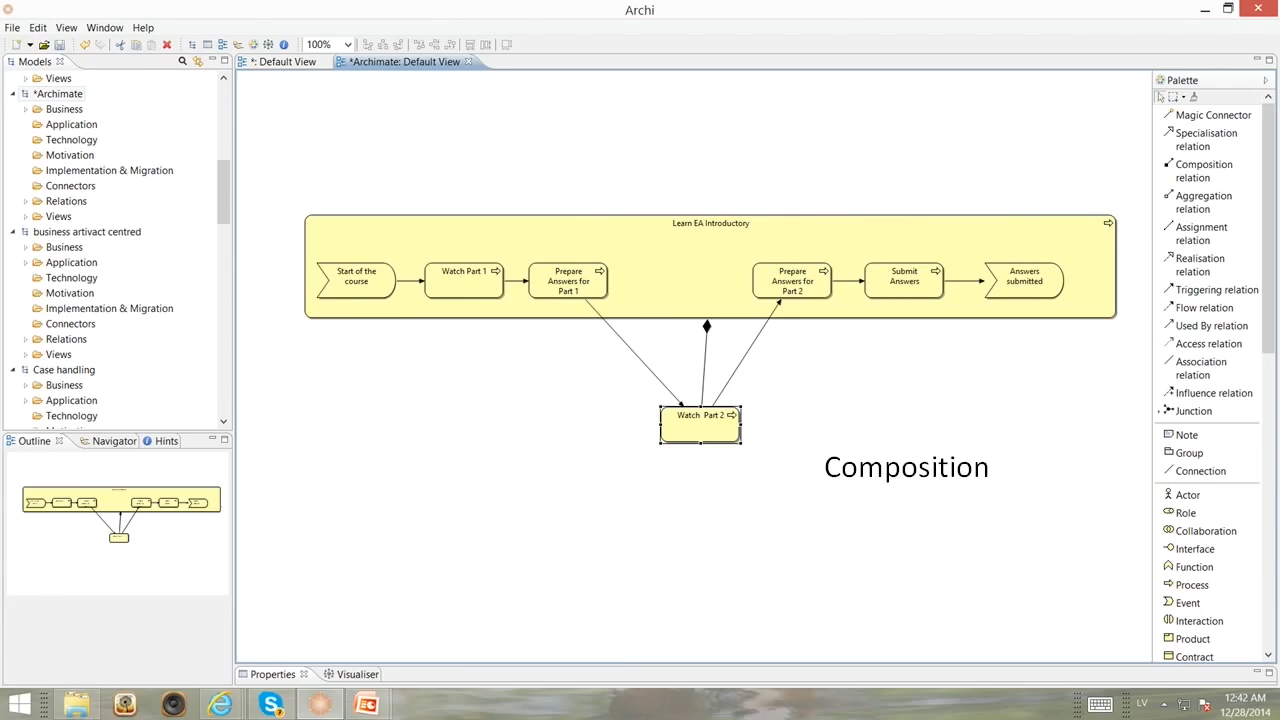 Archi
File Edit View Window Help
100%
Models
*: Default View
*Archimate: Default View
Views
*Archimate
Business
Application
Technology
Motivation
Implementation & Migration
Connectors
Relations
Views
business artivact centred
Business
Application
Technology
Motivation
Implementation & Migration
Connectors
Relations
Views
Case handling
Business
Application
Technology
Outline
Navigator
Hints
Learn EA Introductory
Start of the
course
Watch Part 1
Prepare
Answers for
Part 1
Prepare
Answers for
Part 2
Submit
Answers
Answers
submitted
Watch Part 2
Composition
Palette
Magic Connector
Specialisation
relation
Composition
relation
Aggregation
relation
Assignment
relation
Realisation
relation
Triggering relation
Flow relation
Used By relation
Access relation
Association
relation
Influence relation
Junction
Note
Group
Connection
Actor
Role
Collaboration
Interface
Function
Process
Event
Interaction
Product
Contract
Properties
Visualiser
LV
12:42 AM
12/28/2014